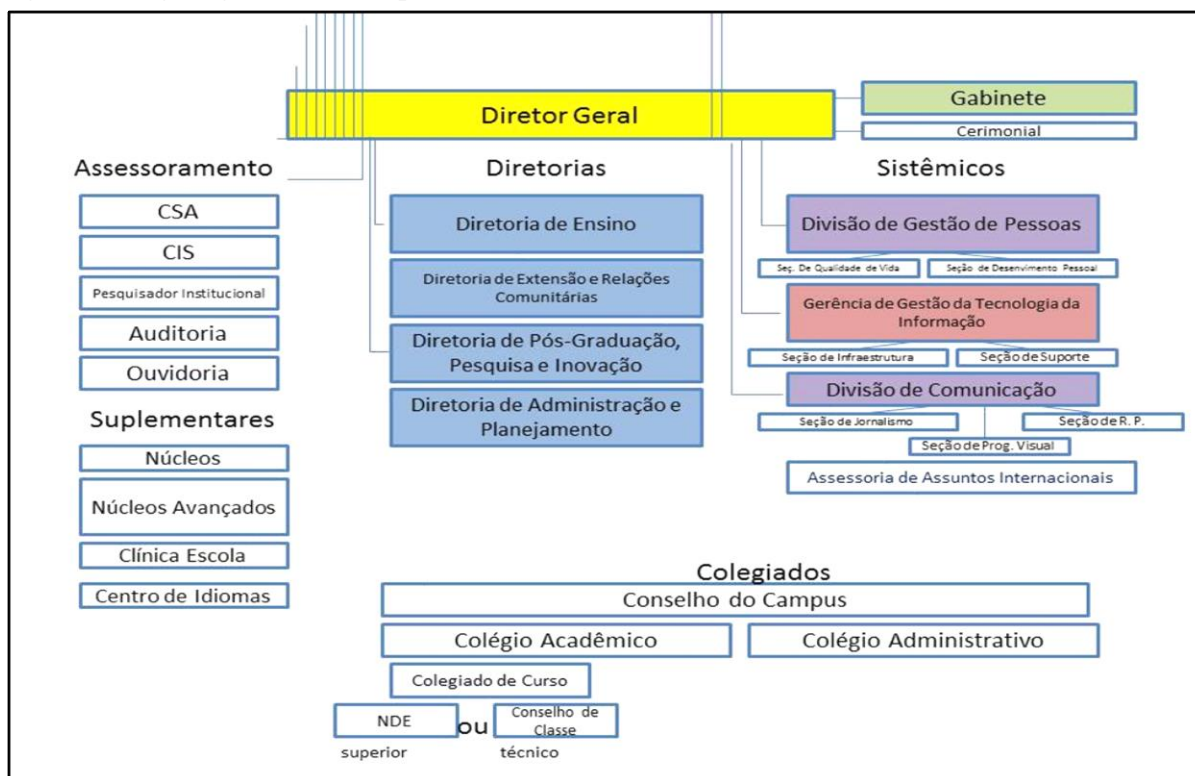 Diretor Geral
Gabinete
Cerimonial
Assessoramento
CSA
CIS
Pesquisador Institucional
Auditoria
Ouvidoria
Suplementares
Núcleos
Núcleos Avançados
Clínica Escola
Centro de Idiomas
Diretorias
Diretoria de Ensino
Diretoria de Extensão e Relações
Comunitárias
Diretoria de Pós-Graduação,
Pesquisa e Inovação
Diretoria de Administração e
Planejamento
Sistêmicos
Divisão de Gestão de Pessoas
Seç. De Qualidade de Vida
Seção de Desenvimento Pessoal
Gerência de Gestão da Tecnologia da
Informação
Seção de Infraestrutura
Seção de Suporte
Divisão de Comunicação
Seção de Jornalismo
Seção de R. P.
Seção de Prog. Visual
Assessoria de Assuntos Internacionais
Colegiados
Conselho do Campus
Colégio Acadêmico
Colégio Administrativo
Colegiado de Curso
NDE
ou
Conselho de
Classe
superior
técnico